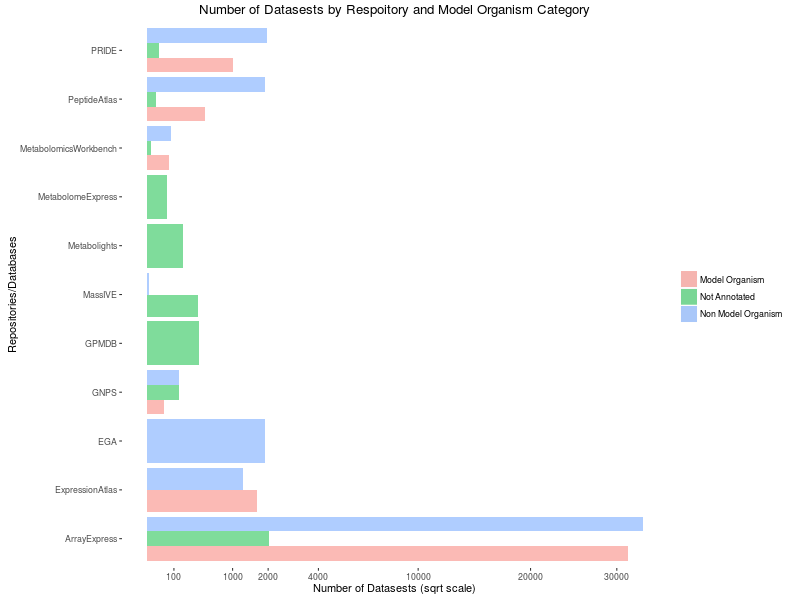 Number of Datasests by Respoitory and Model Organism Category
Repositories/Databases
PRIDE
PeptideAtlas
MetabolomicsWorkbench
MetabolomeExpress
Metabolights
MassIVE
GPMDB
GNPS
EGA
ExpressionAtlas
ArrayExpress
Model Organism
Not Annotated
Non Model Organism
100 1000 2000 4000 10000 20000 30000
Number of Datasests (sqrt scale)